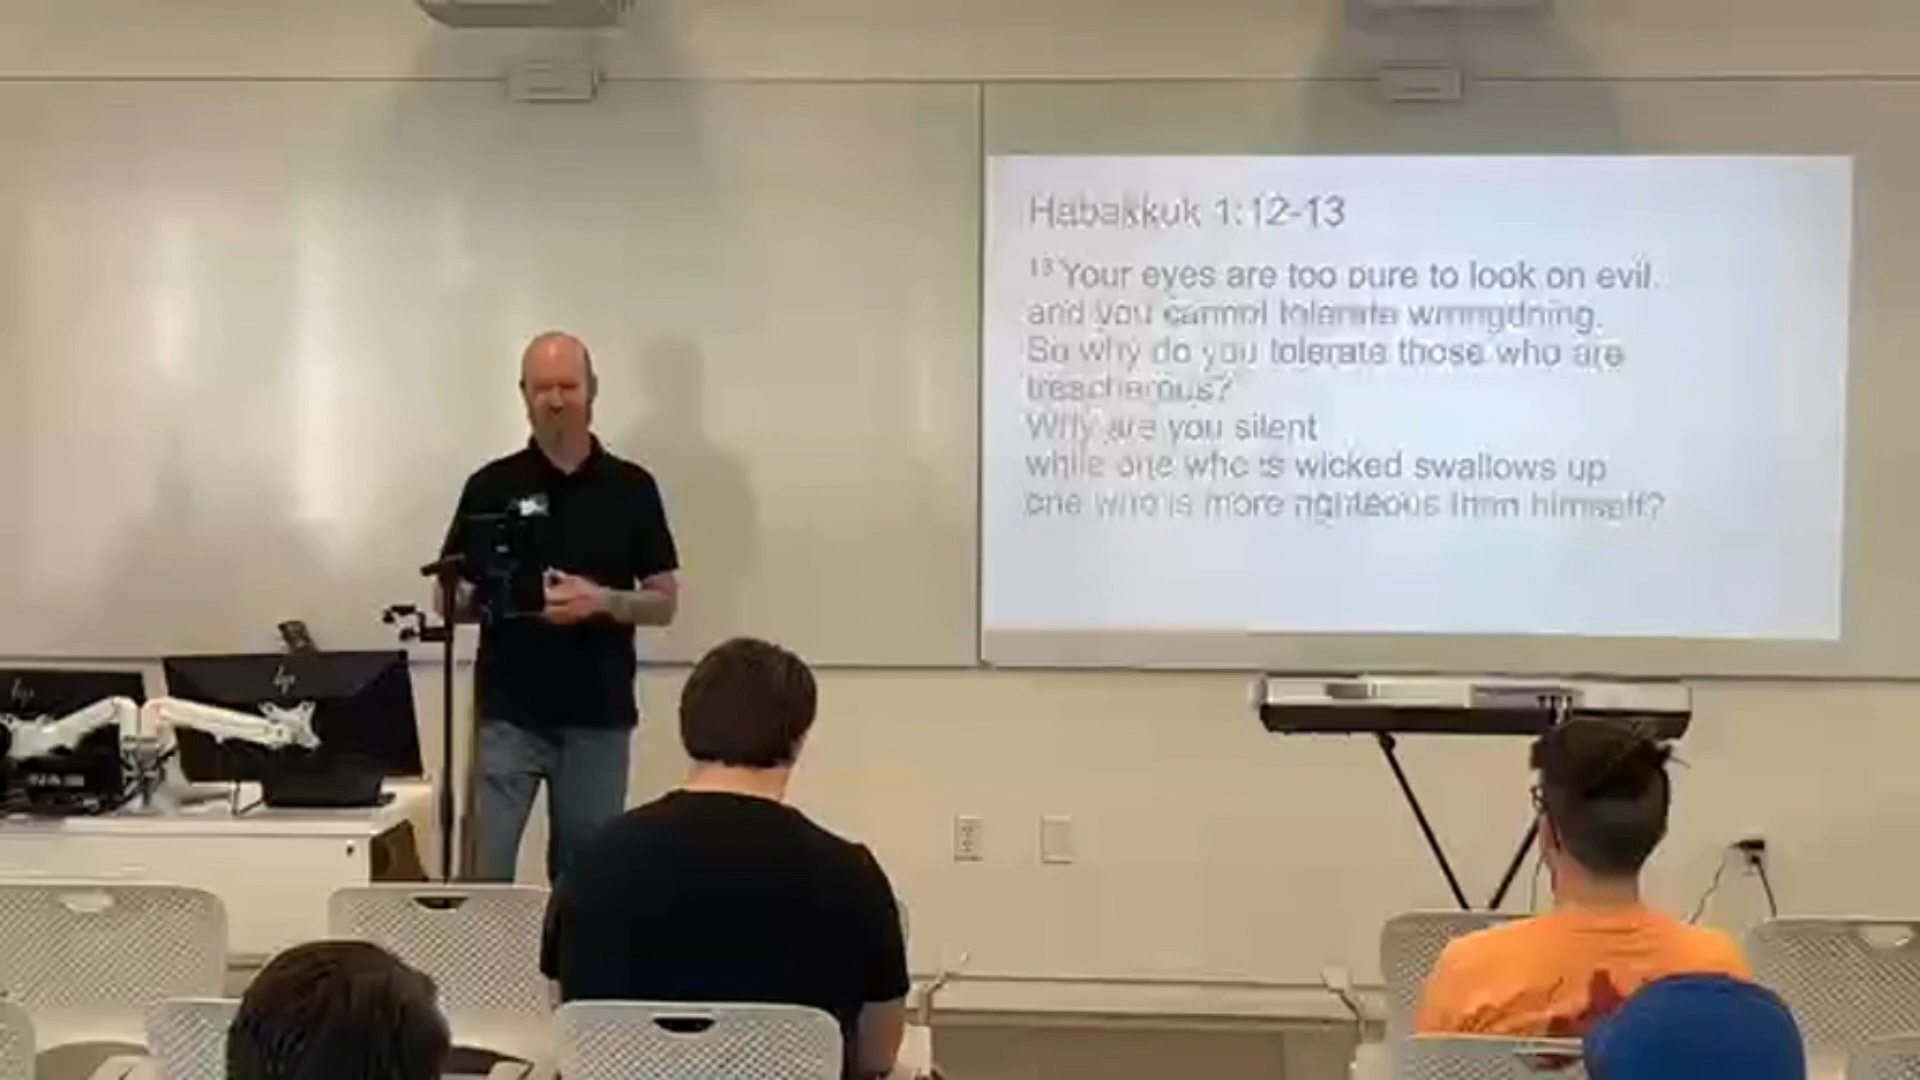 Habakkuk 1:12-13
13 Your eyes are too pure to look on evil,
and you cannot tolerate wrongdoing.
So why do you tolerate those who are
treacherous?
Why are you silent
while one who is wicked swallows up
one who is more righteous than himself?
hp
hp